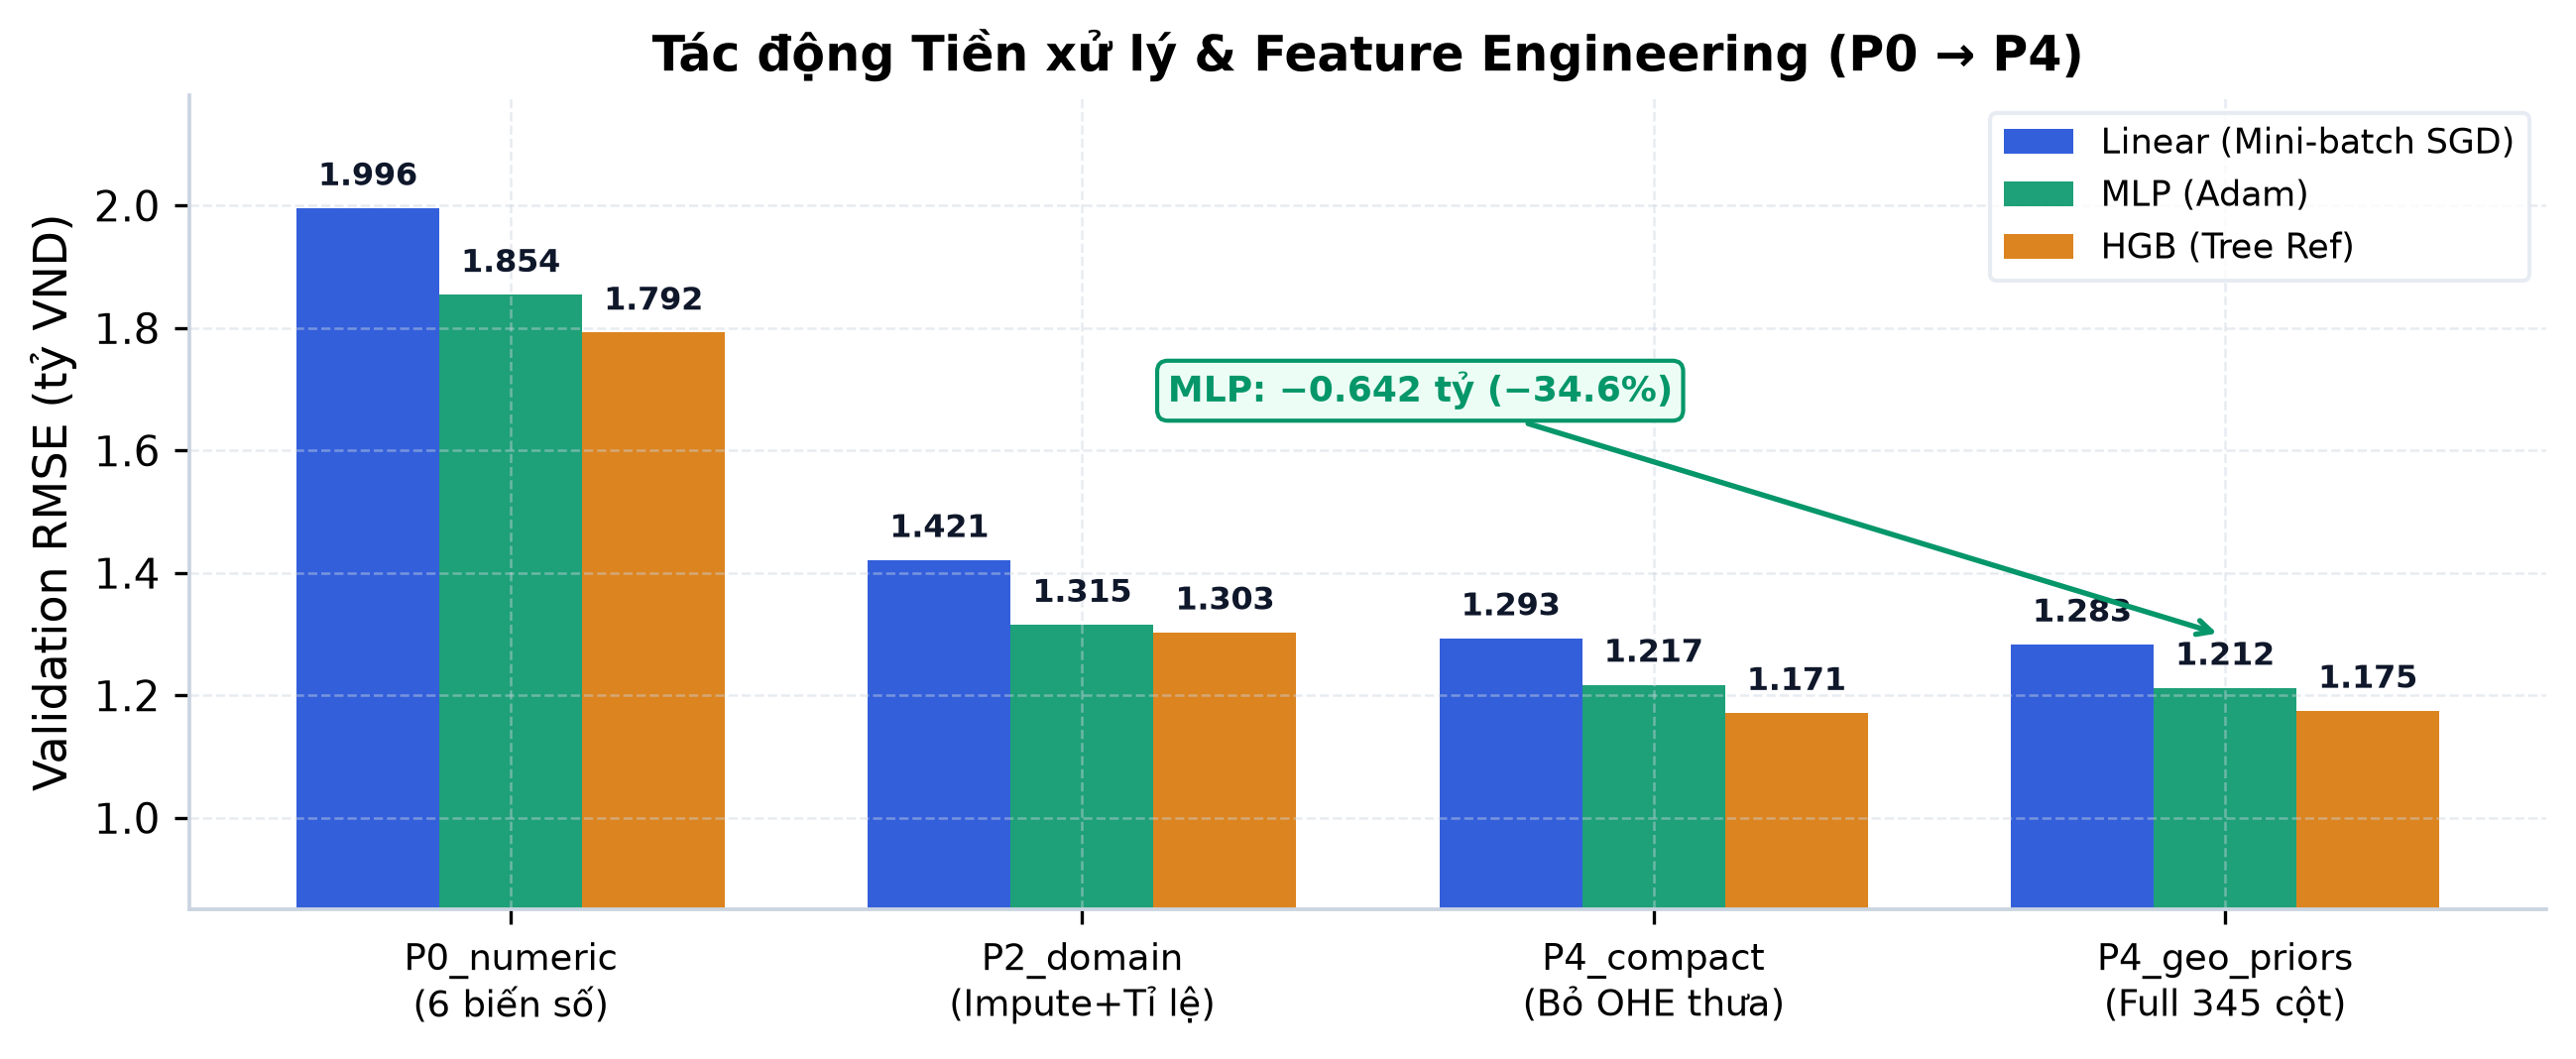 Tác động Tiền xử lý & Feature Engineering (P0 → P4)
Validation RMSE (tỷ VND)
2.0
1.8
1.6
1.4
1.2
1.0
Linear (Mini-batch SGD)
MLP (Adam)
HGB (Tree Ref)
1.996
1.854
1.792
MLP: −0.642 tỷ (−34.6%)
1.421
1.315
1.303
1.293
1.217
1.171
1.283
1.212
1.175
P0_numeric
(6 biến số)
P2_domain
(Impute+Tỉ lệ)
P4_compact
(Bỏ OHE thưa)
P4_geo_priors
(Full 345 cột)